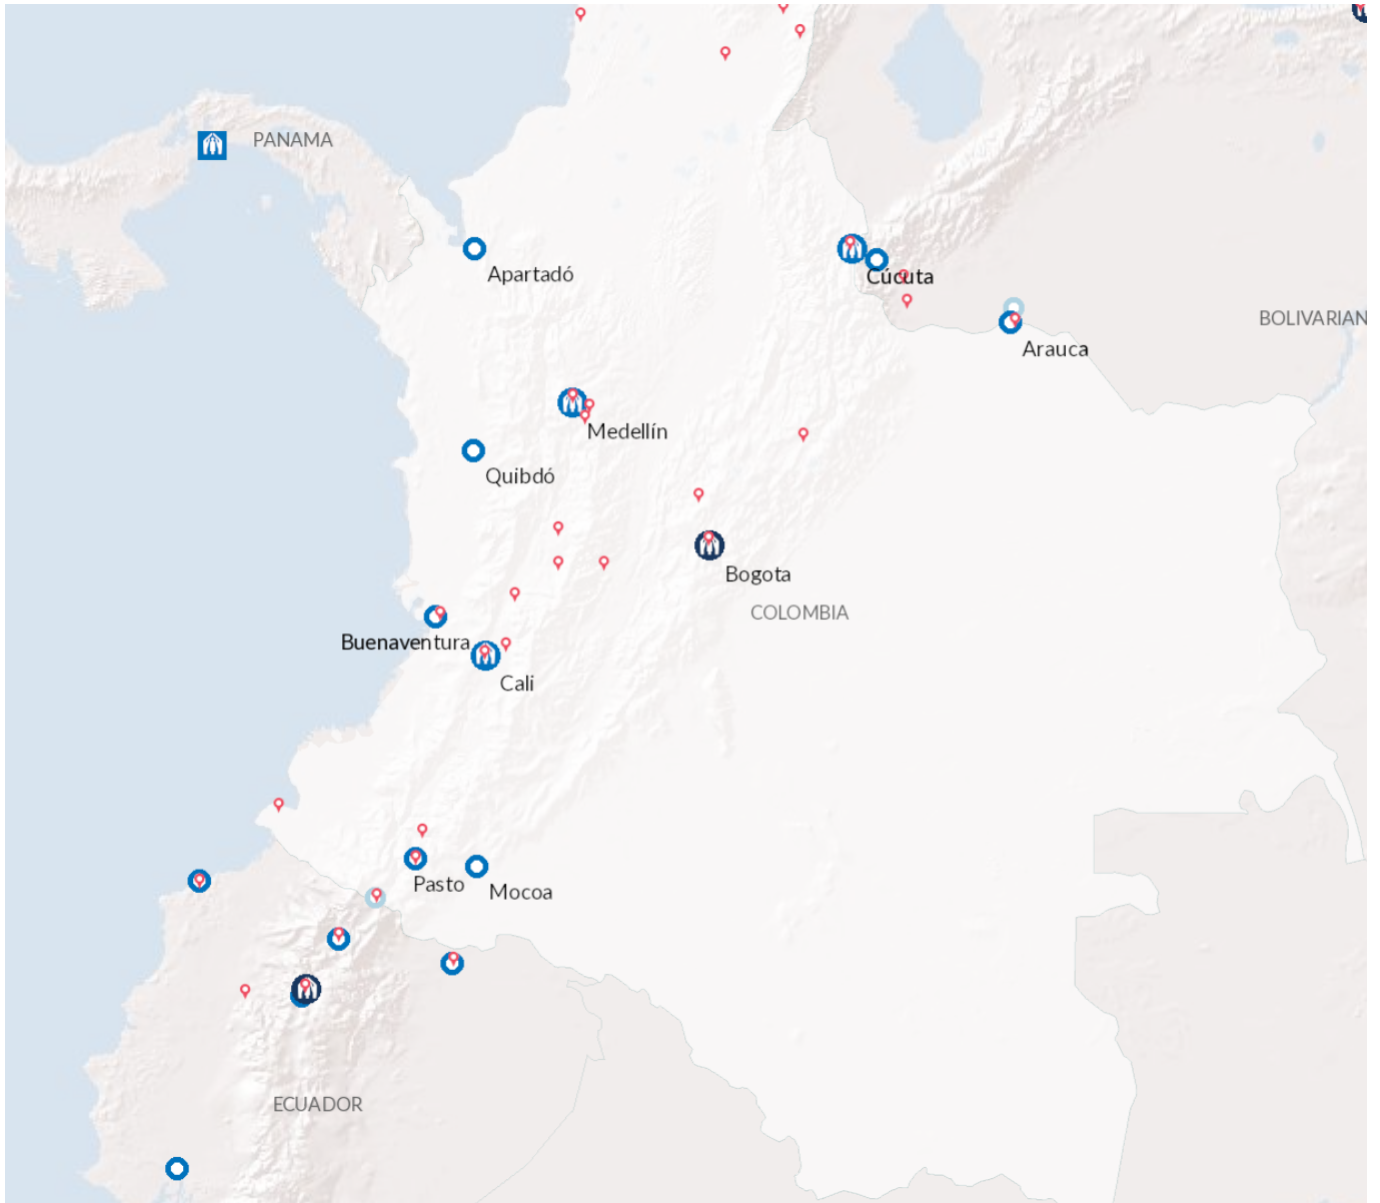 PANAMA
Apartadó
Cúcuta
BOLIVARIAN
Arauca
Medellín
Quibdó
Bogota
COLOMBIA
Buenaventura
Cali
Pasto
Mocoa
ECUADOR